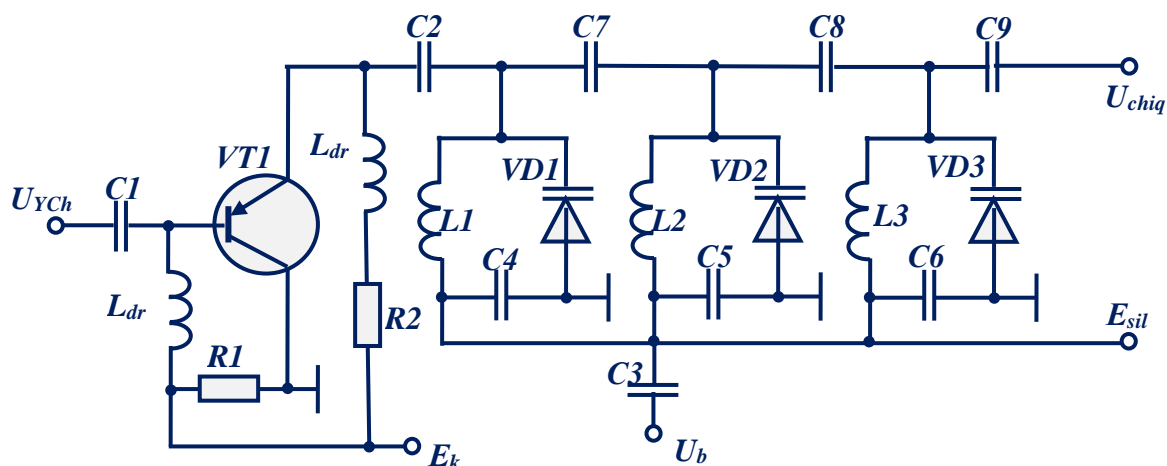 C2
C7
C8
C9
U_chiq
L_dr
VT1
VD1
VD2
VD3
C1
U_YCh
L1
L2
L3
C4
C5
C6
L_dr
R2
E_sil
R1
C3
E_k
U_b